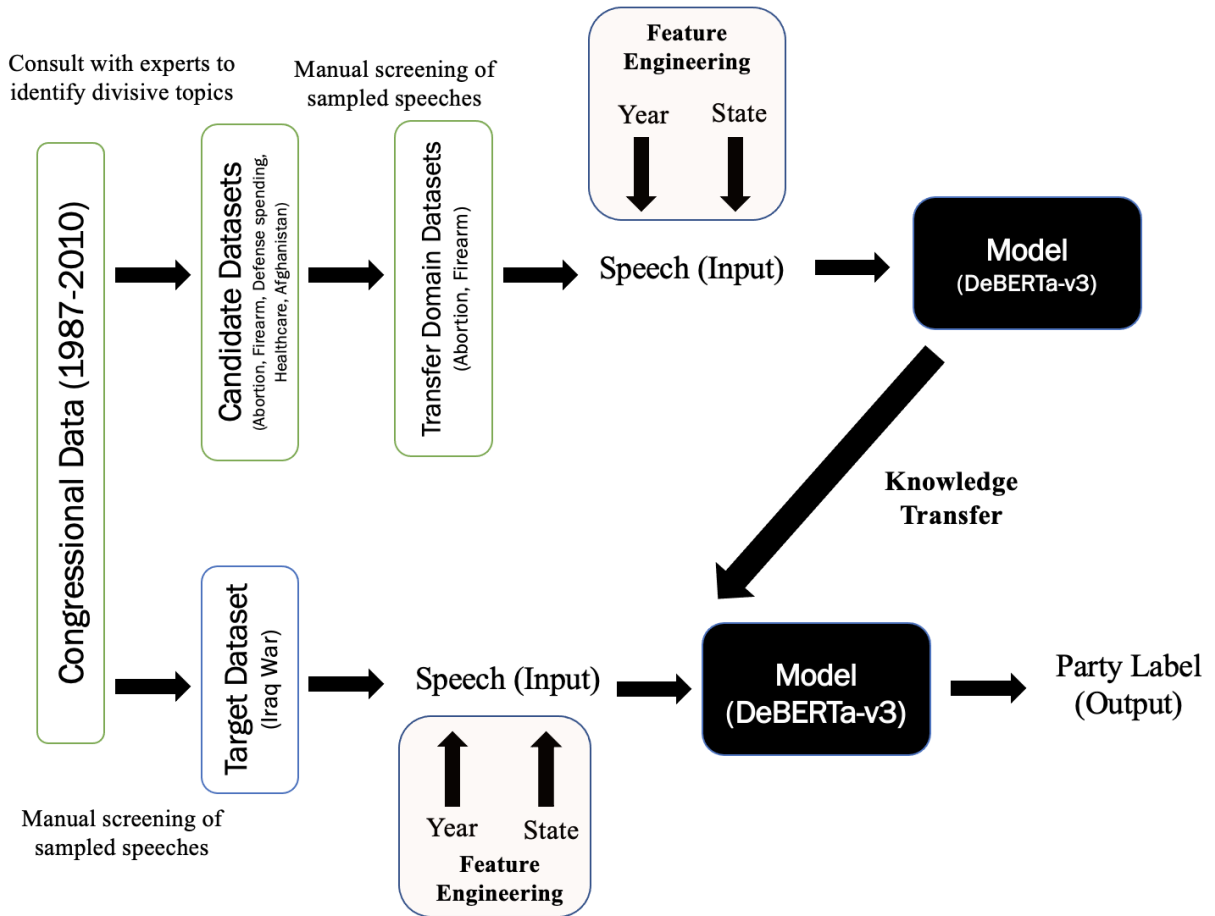 Consult with experts to
identify divisive topics
Manual screening of
sampled speeches
Feature
Engineering
Year
State
Congressional Data (1987-2010)
Candidate Datasets
(Abortion, Firearm, Defense spending,
Healthcare, Afghanistan)
Transfer Domain Datasets
(Abortion, Firearm)
Speech (Input)
Model
(DeBERTa-v3)
Knowledge
Transfer
Target Dataset
(Iraq War)
Speech (Input)
Model
(DeBERTa-v3)
Party Label
(Output)
Manual screening of
sampled speeches
Year
State
Feature
Engineering